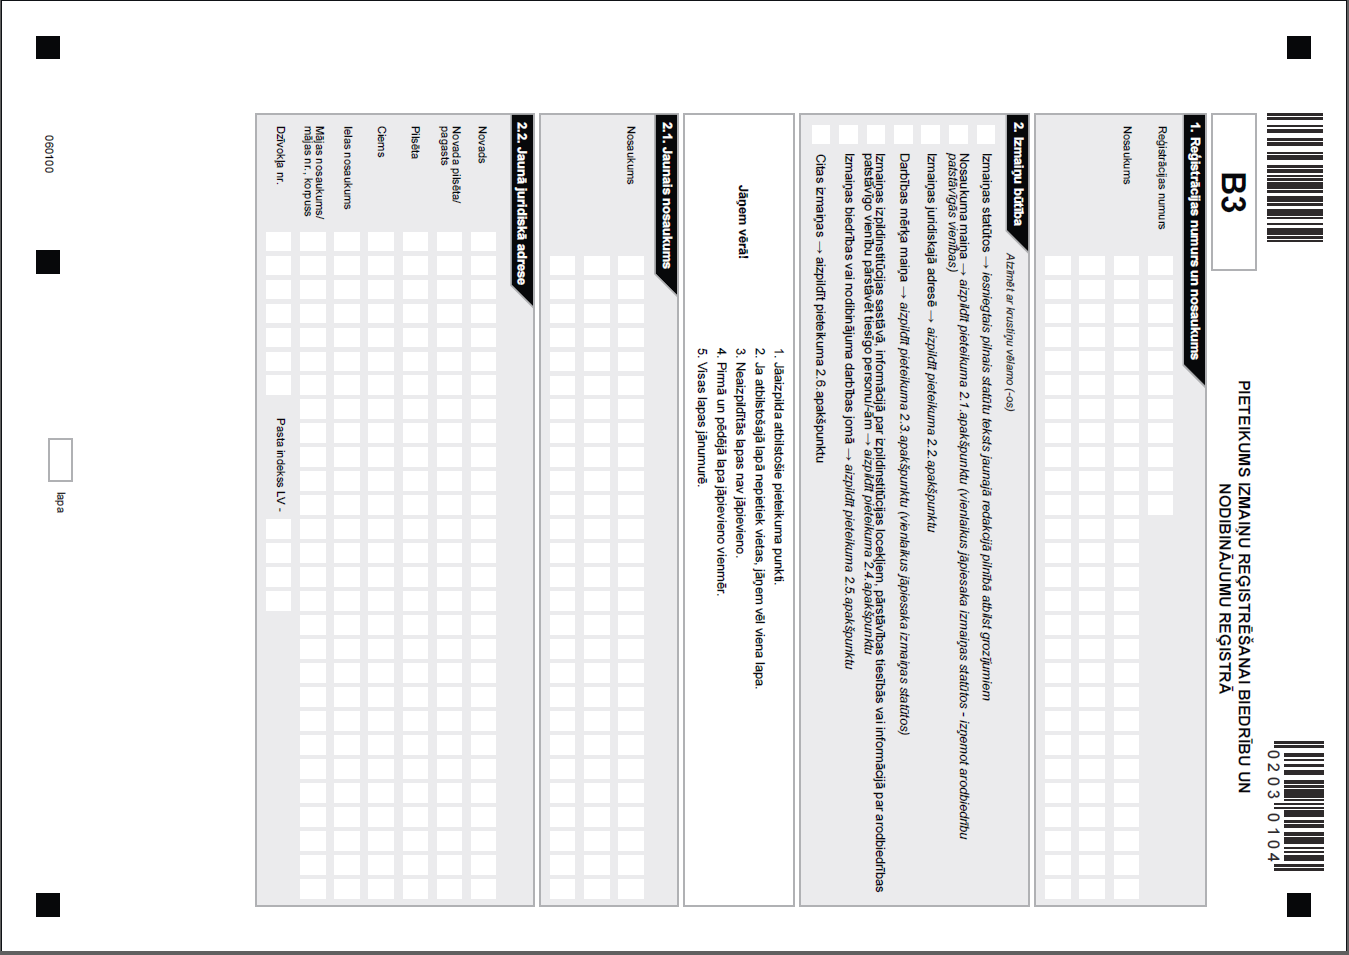 B3
PIETEIKUMS IZMAIŅU REĢISTRĒŠANAI BIEDRĪBU UN
NODIBINĀJUMU REĢISTRĀ
0203 0104
1. Reģistrācijas numurs un nosaukums
Reģistrācijas numurs
Nosaukums
2. Izmaiņu būtība
Atzīmēt ar krustiņu vēlamo (-os)
Izmaiņas statūtos → iesniegtais pilnais statūtu teksts jaunajā redakcijā pilnībā atbilst grozījumiem
Nosaukuma maiņa → aizpildīt pieteikuma 2.1.apakšpunktu (vienlaikus jāpiesaka izmaiņas statūtos - izņemot arodbiedrību
patstāvīgās vienības)
Izmaiņas juridiskajā adresē → aizpildīt pieteikuma 2.2.apakšpunktu
Darbības mērķa maiņa → aizpildīt pieteikuma 2.3.apakšpunktu (vienlaikus jāpiesaka izmaiņas statūtos)
Izmaiņas izpildinstitūcijas sastāvā, informācijā par izpildinstitūcijas locekļiem, pārstāvības tiesībās vai informācijā par arodbiedrības
patstāvīgo vienību pārstāvēt tiesīgo personu/-ām → aizpildīt pieteikuma 2.4.apakšpunktu
Izmaiņas biedrības vai nodibinājuma darbības jomā → aizpildīt pieteikuma 2.5.apakšpunktu
Citas izmaiņas → aizpildīt pieteikuma 2.6.apakšpunktu
Jāņem vērā!
1. Jāaizpilda atbilstošie pieteikuma punkti.
2. Ja atbilstošajā lapā nepietiek vietas, jāņem vēl viena lapa.
3. Neaizpildītās lapas nav jāpievieno.
4. Pirmā un pēdējā lapa jāpievieno vienmēr.
5. Visas lapas jānumurē.
2.1. Jaunais nosaukums
Nosaukums
2.2. Jaunā juridiskā adrese
Novads
Novada pilsēta/
pagasts
Pilsēta
Ciems
Ielas nosaukums
Mājas nosaukums/
mājas nr., korpuss
Dzīvokļa nr.
Pasta indekss LV -
060100
lapa